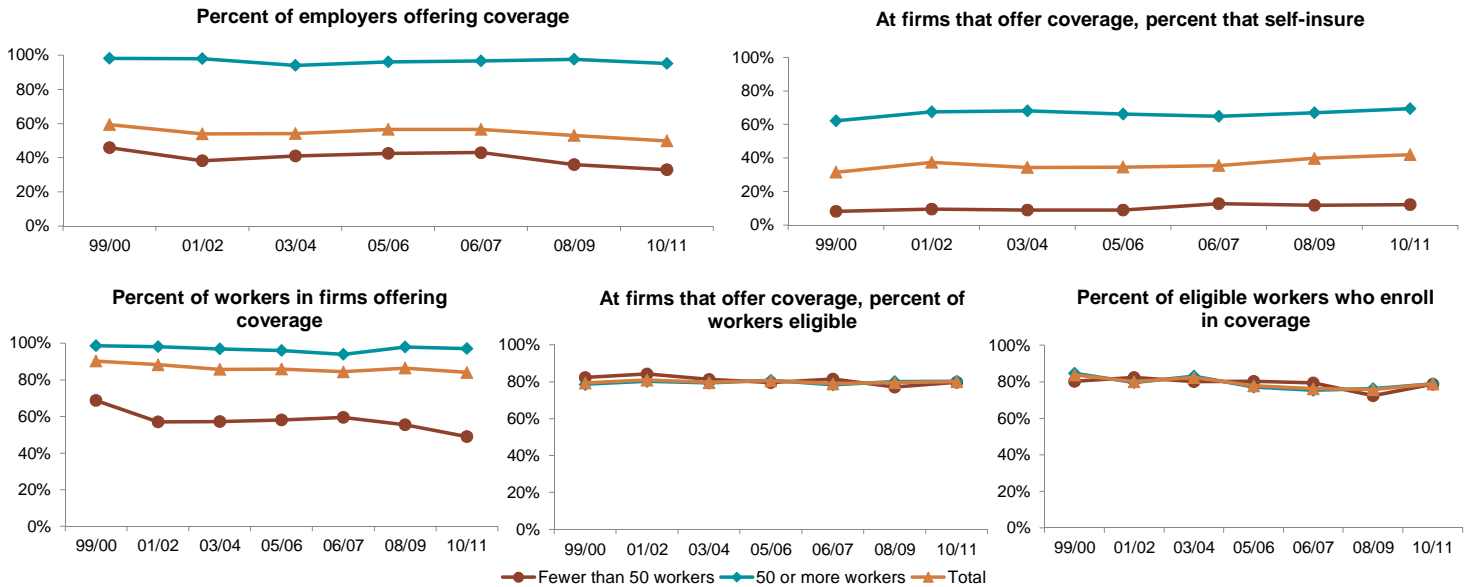 Percent of employers offering coverage
100%
80%
60%
40%
20%
0%
99/00 01/02 03/04 05/06 06/07 08/09 10/11
At firms that offer coverage, percent that self-insure
100%
80%
60%
40%
20%
0%
99/00 01/02 03/04 05/06 06/07 08/09 10/11
Percent of workers in firms offering
coverage
100%
80%
60%
40%
20%
0%
99/00 01/02 03/04 05/06 06/07 08/09 10/11
At firms that offer coverage, percent of
workers eligible
100%
80%
60%
40%
20%
0%
99/00 01/02 03/04 05/06 06/07 08/09 10/11
Percent of eligible workers who enroll
in coverage
100%
80%
60%
40%
20%
0%
99/00 01/02 03/04 05/06 06/07 08/09 10/11
Fewer than 50 workers 50 or more workers Total